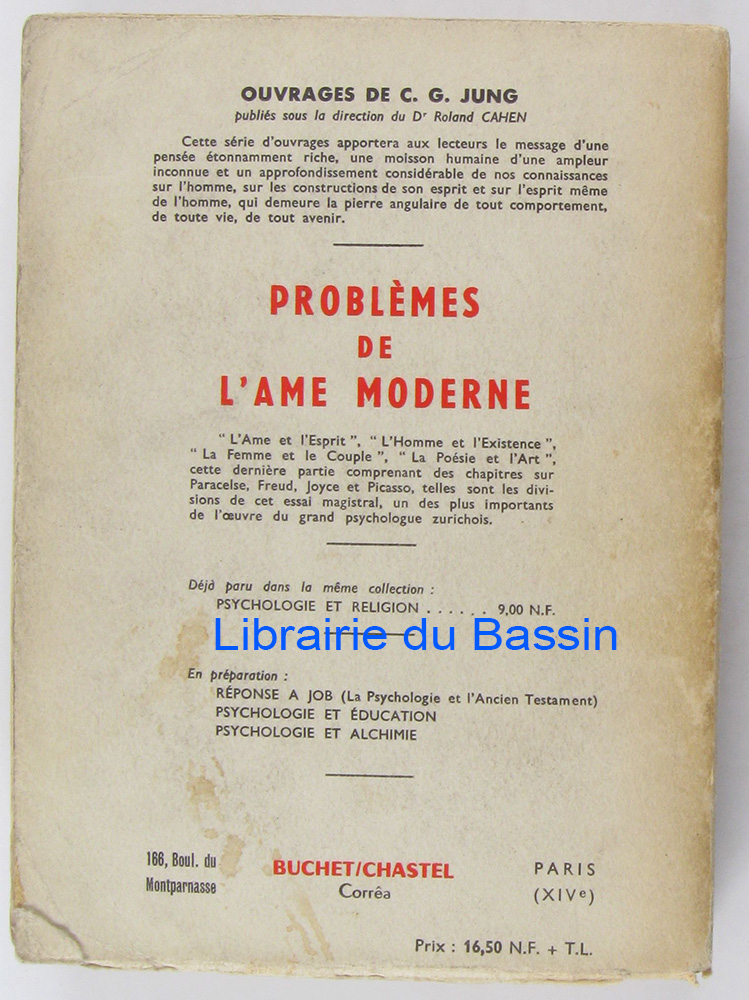 OUVRAGES DE C. G. JUNG
publiés sous la direction du Dr Roland CAHEN
Cette série d'ouvrages apportera aux lecteurs le message d'une
pensée étonnamment riche, une moisson humaine d'une ampleur
inconnue et un approfondissement considérable de nos connaissances
sur l'homme, sur les constructions de son esprit et sur l'esprit même
de l'homme, qui demeure la pierre angulaire de tout comportement,
de toute vie, de tout avenir.
PROBLÈMES
DE
L'AME MODERNE
“ L'Ame et l'Esprit ”, “ L'Homme et l'Existence ”,
“ La Femme et le Couple ”, “ La Poésie et l'Art ”,
cette dernière partie comprenant des chapitres sur
Paracelse, Freud, Joyce et Picasso, telles sont les divi-
sions de cet essai magistral, un des plus importants
de l'œuvre du grand psychologue zurichois.
Déjà paru dans la même collection :
PSYCHOLOGIE ET RELIGION . . . . . . 9,00 N.F.
Librairie du Bassin
En préparation :
RÉPONSE A JOB (La Psychologie et l'Ancien Testament)
PSYCHOLOGIE ET ÉDUCATION
PSYCHOLOGIE ET ALCHIMIE
166, Boul. du
Montparnasse
BUCHET/CHASTEL
Corrêa
PARIS
(XIVe)
Prix : 16,50 N.F. + T.L.